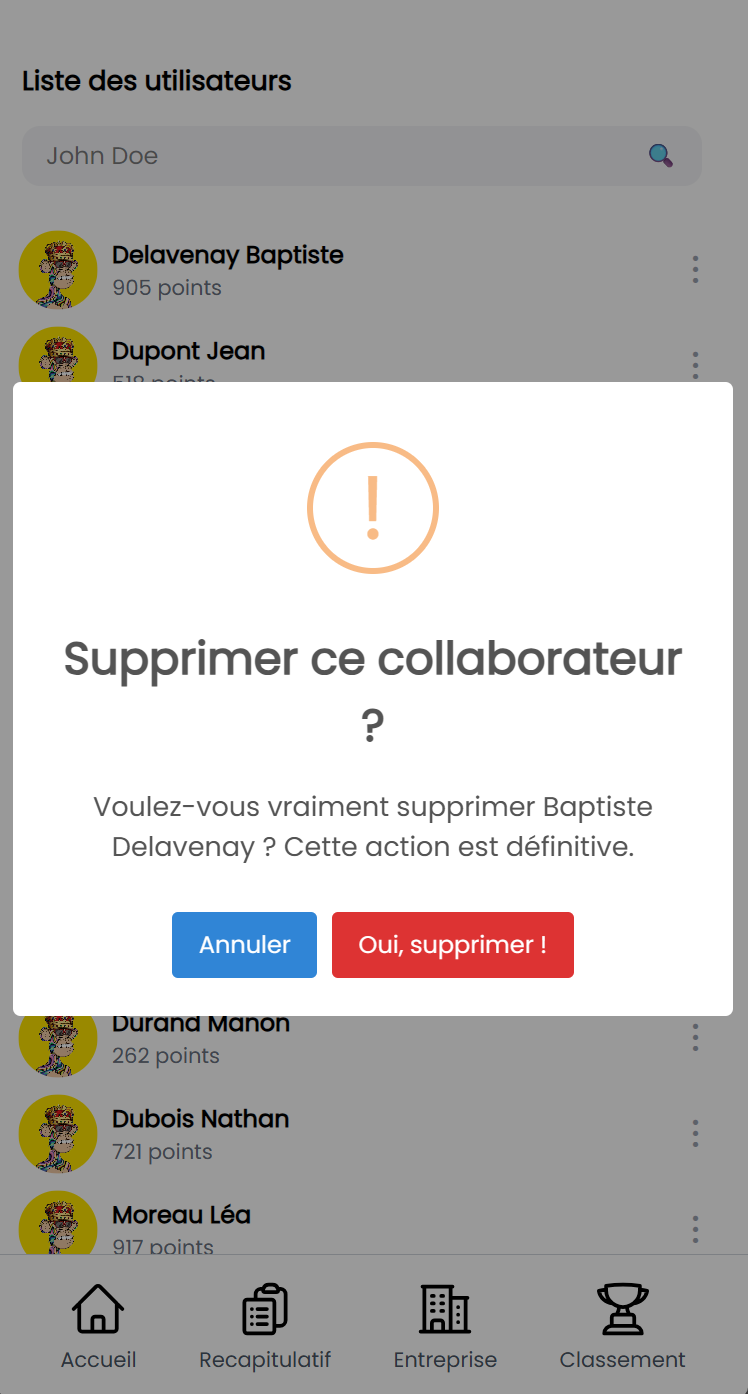 Liste des utilisateurs
John Doe
Delavenay Baptiste
905 points
Dupont Jean
518 points
!
Supprimer ce collaborateur
?
Voulez-vous vraiment supprimer Baptiste
Delavenay ? Cette action est définitive.
Annuler
Oui, supprimer !
Durand Manon
262 points
Dubois Nathan
721 points
Moreau Léa
917 points
Accueil
Recapitulatif
Entreprise
Classement